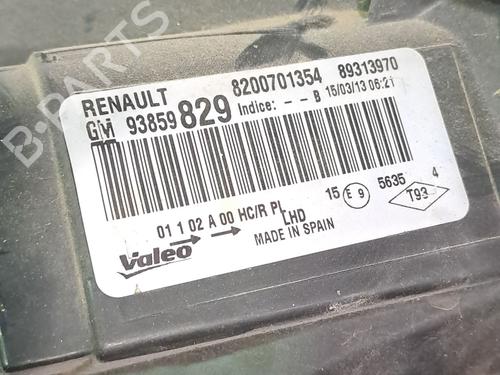 B-PARTS
RENAULT 8200701354 89313970
GM 93859 829 Indice: - - B 15/03/13 06:21
01 1 02 A 00 HC/R PL 15 E 9 5635 4
LHD T93
Valeo MADE IN SPAIN